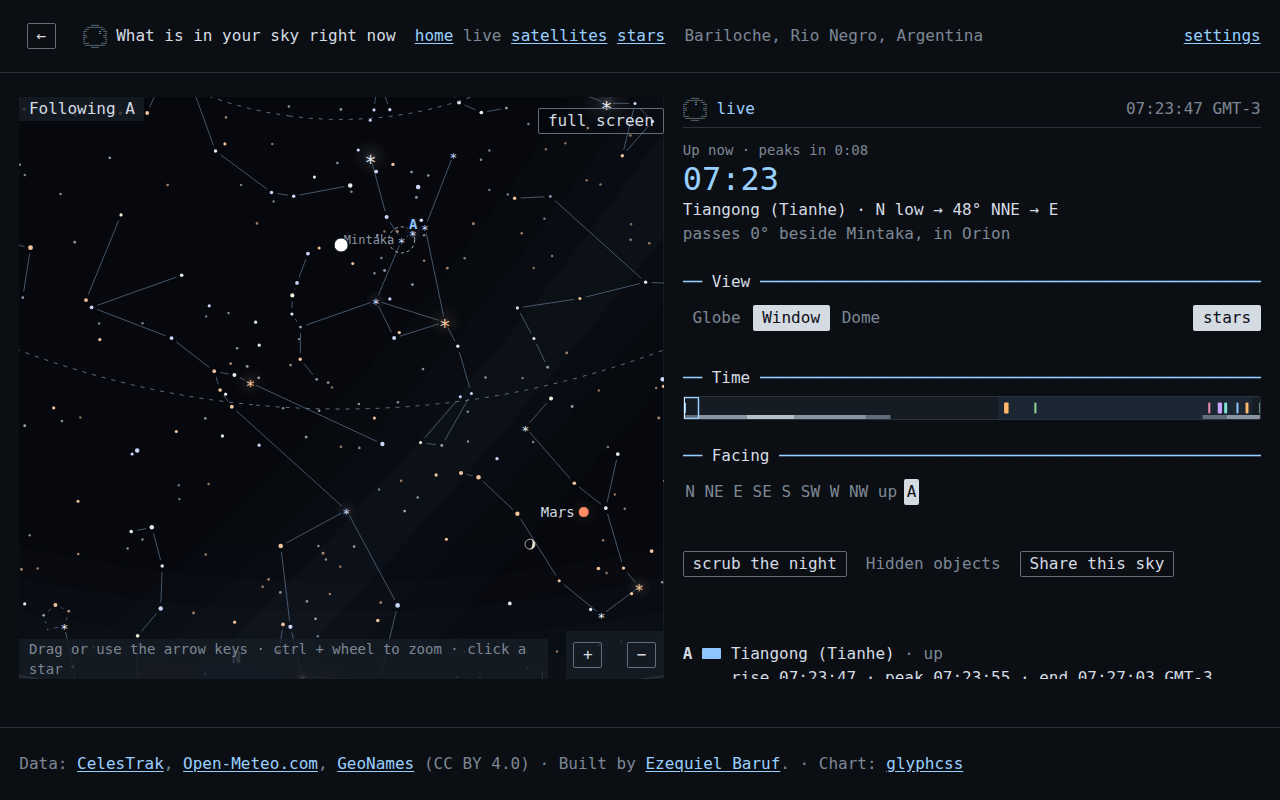 ← What is in your sky right now home live satellites stars Bariloche, Rio Negro, Argentina settings
Following A
full screen
A
Mintaka
Mars
N
Drag or use the arrow keys · ctrl + wheel to zoom · click a
star
+ −
live 07:23:47 GMT-3
Up now · peaks in 0:08
07:23
Tiangong (Tianhe) · N low → 48° NNE → E
passes 0° beside Mintaka, in Orion
View
Globe Window Dome stars
Time
Facing
N NE E SE S SW W NW up A
scrub the night Hidden objects Share this sky
A Tiangong (Tianhe) · up
rise 07:23:47 · peak 07:23:55 · end 07:27:03 GMT-3
Data: CelesTrak, Open-Meteo.com, GeoNames (CC BY 4.0) · Built by Ezequiel Baruf. · Chart: glyphcss